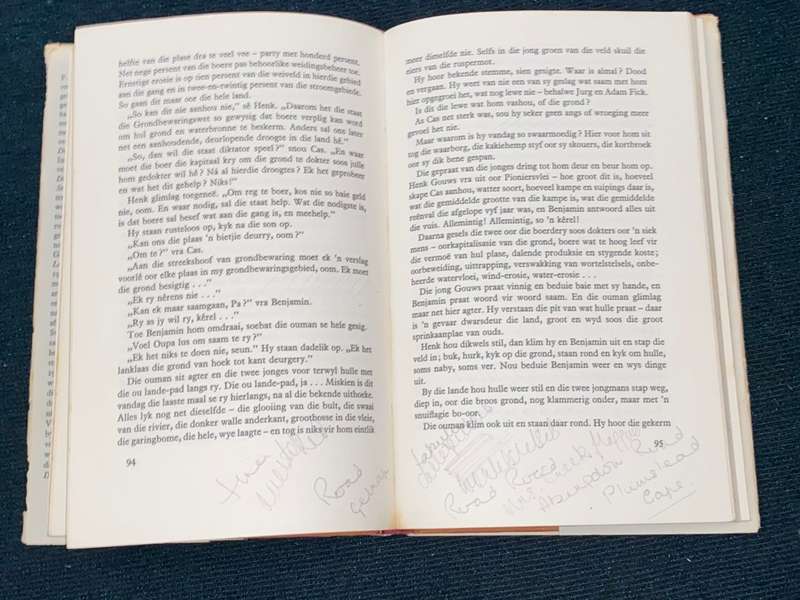 helfte van die plase dra te veel vee – party met honderd persent.
Net nege persent van die boere pas behoorlike weidingsbeheer toe.
Ernstige erosie is op tien persent van die weiveld in hierdie gebied
aan die gang en in twee-en-twintig persent van die stroomgebiede.
So gaan dit maar oor die hele land.
„So kan dit nie aanhou nie,” sê Henk. „Daarom het die staat
die Grondbewaringswet so gewysig dat boere verplig kan word
om hul grond en waterbronne te beskerm. Anders sal ons later
net een aanhoudende, deurlopende droogte in die land hê.”
„So, dan wil die staat diktator speel?” snou Cas. „En waar
moet die boer die kapitaal kry om die grond te dokter soos julle
hom gedokter wil hê? Ná al hierdie droogtes? Ek het geprobeer
en wat het dit gehelp? Niks!”
Henk glimlag toegeneë. „Om reg te boer, kos nie so baie geld
nie, oom. En waar nodig, sal die staat help. Wat die nodigste is,
is dat boere sal besef wat aan die gang is, en meehelp.”
Hy staan rusteloos op, kyk na die son op.
„Kan ons die plaas 'n bietjie deurry, oom?”
„Om te?” vra Cas.
„Aan die streekshoof van grondbewaring moet ek 'n verslag
voorlê oor elke plaas in my grondbewaringsgebied, oom. Ek moet
die grond besigtig . . .”
„Ek ry nêrens nie . . .”
„Kan ek maar saamgaan, Pa?” vra Benjamin.
„Ry as jy wil ry, kêrel . . .”
Toe Benjamin hom omdraai, soebat die ouman se hele gesig.
„Voel Oupa lus om saam te ry?”
„Ek het niks te doen nie, seun.” Hy staan dadelik op. „Ek het
lanklaas die grond van hoek tot kant deurgery.”
Die ouman sit agter en die twee jonges voor terwyl hulle met
die ou lande-pad langs ry. Die ou lande-pad, ja . . . Miskien is dit
vandag die laaste maal se ry hierlangs, na al die bekende uithoeke.
Alles lyk nog net dieselfde – die glooiing van die bult, die swaai
van die rivier, die donker walle anderkant, groothosse in die vlei,
die garingbome, die hele, wye laagte – en tog is niks vir hom eintlik
94
Road
meer dieselfde nie. Selfs in die jong groen van die veld skuil die
eiers van die ruspermot.
Hy hoor bekende stemme, sien gesigte. Waar is almal? Dood
en vergaan. Hy weet van nie een van sy geslag wat saam met hom
hier opgegroei het, wat nog lewe nie – behalwe Jurg en Adam Fick.
Is dit die lewe wat hom vashou, of die grond?
As Cas net sterk was, sou hy seker geen angs of wroeging meer
gevoel het nie.
Maar waarom is hy vandag so swaarmoedig? Hier voor hom sit
tog die waarborg, die kakiehemp styf oor sy skouers, die kortbroek
oor sy dik bene gespan.
Die gepraat van die jonges dring tot hom deur en beur hom op.
Henk Gouws vra uit oor Pioniersvlei – hoe groot dit is, hoeveel
skape Cas aanhou, watter soort, hoeveel kampe en suipings daar is,
wat die gemiddelde grootte van die kampe is, wat die gemiddelde
reënval die afgelope vyf jaar was, en Benjamin antwoord alles uit
die vuis. Allemintig! Allemintig, so 'n kêrel!
Daarna gesels die twee oor die boerdery soos dokters oor 'n siek
mens – oorkapitalisasie van die grond, boere wat te hoog leef vir
die vermoë van hul plase, dalende produksie en stygende koste;
oorbeweiding, uittrapping, verswakking van wortelstelsels, onbe-
heerde watervloei, wind-erosie, water-erosie . . .
Die jong Gouws praat vinnig en beduie baie met sy hande, en
Benjamin praat woord vir woord saam. En die ouman glimlag
maar net hier agter. Hy verstaan die pit van wat hulle praat – daar
is 'n gevaar dwarsdeur die land, groot en wyd soos die groot
sprinkaanplae van ouds.
Henk hou dikwels stil, dan klim hy en Benjamin uit en stap die
veld in; buk, hurk, kyk op die grond, staan rond en kyk om hulle,
soms naby, soms ver. Nou beduie Benjamin weer en wys dinge
uit.
By die lande hou hulle weer stil en die twee jongmans stap weg,
diep in, oor die broos grond, nog klammerig onder, maar met 'n
snuiflagie bo-oor.
Die ouman klim ook uit en staan daar rond. Hy hoor die gekerm
95
Road
Road
Plumstead
Cape.